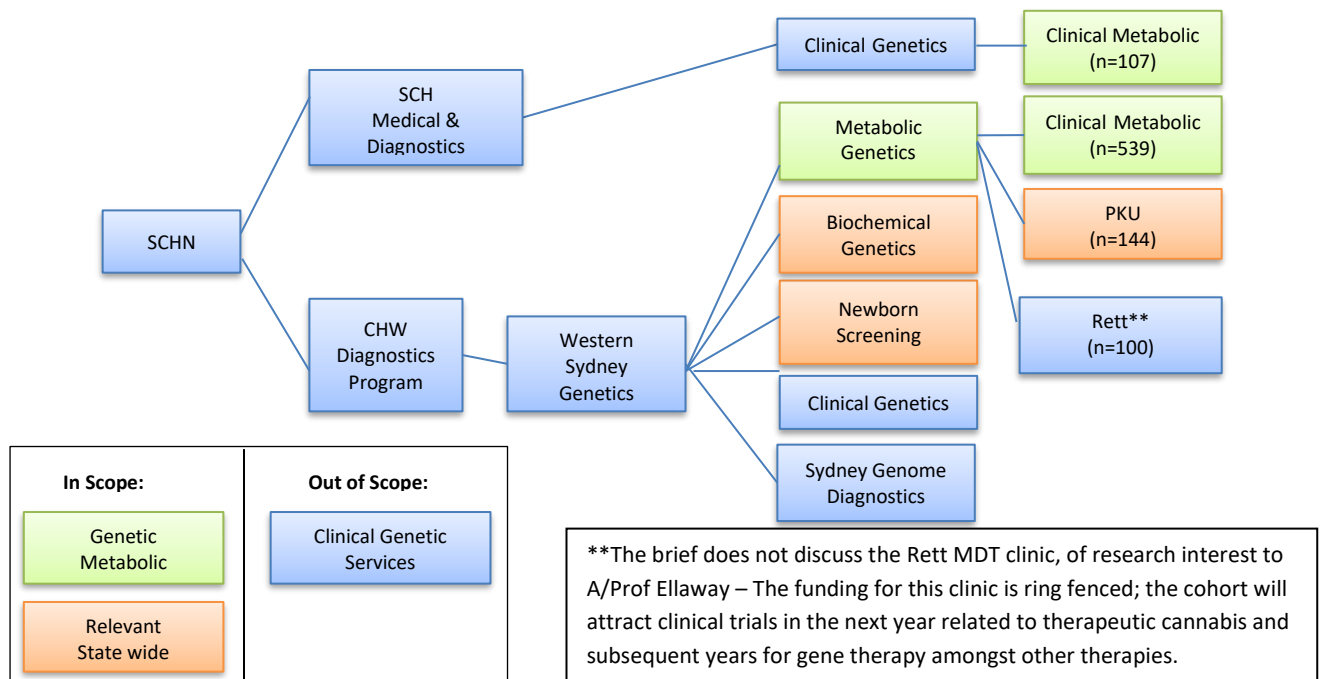 Clinical Genetics
Clinical Metabolic
(n=107)
SCH
Medical &
Diagnostics
Metabolic
Genetics
Clinical Metabolic
(n=539)
SCHN
Biochemical
Genetics
PKU
(n=144)
CHW
Diagnostics
Program
Western
Sydney
Genetics
Newborn
Screening
Rett**
(n=100)
Clinical Genetics
Sydney Genome
Diagnostics
In Scope:
Genetic
Metabolic
Relevant
State wide
Out of Scope:
Clinical Genetic
Services
**The brief does not discuss the Rett MDT clinic, of research interest to
A/Prof Ellaway – The funding for this clinic is ring fenced; the cohort will
attract clinical trials in the next year related to therapeutic cannabis and
subsequent years for gene therapy amongst other therapies.